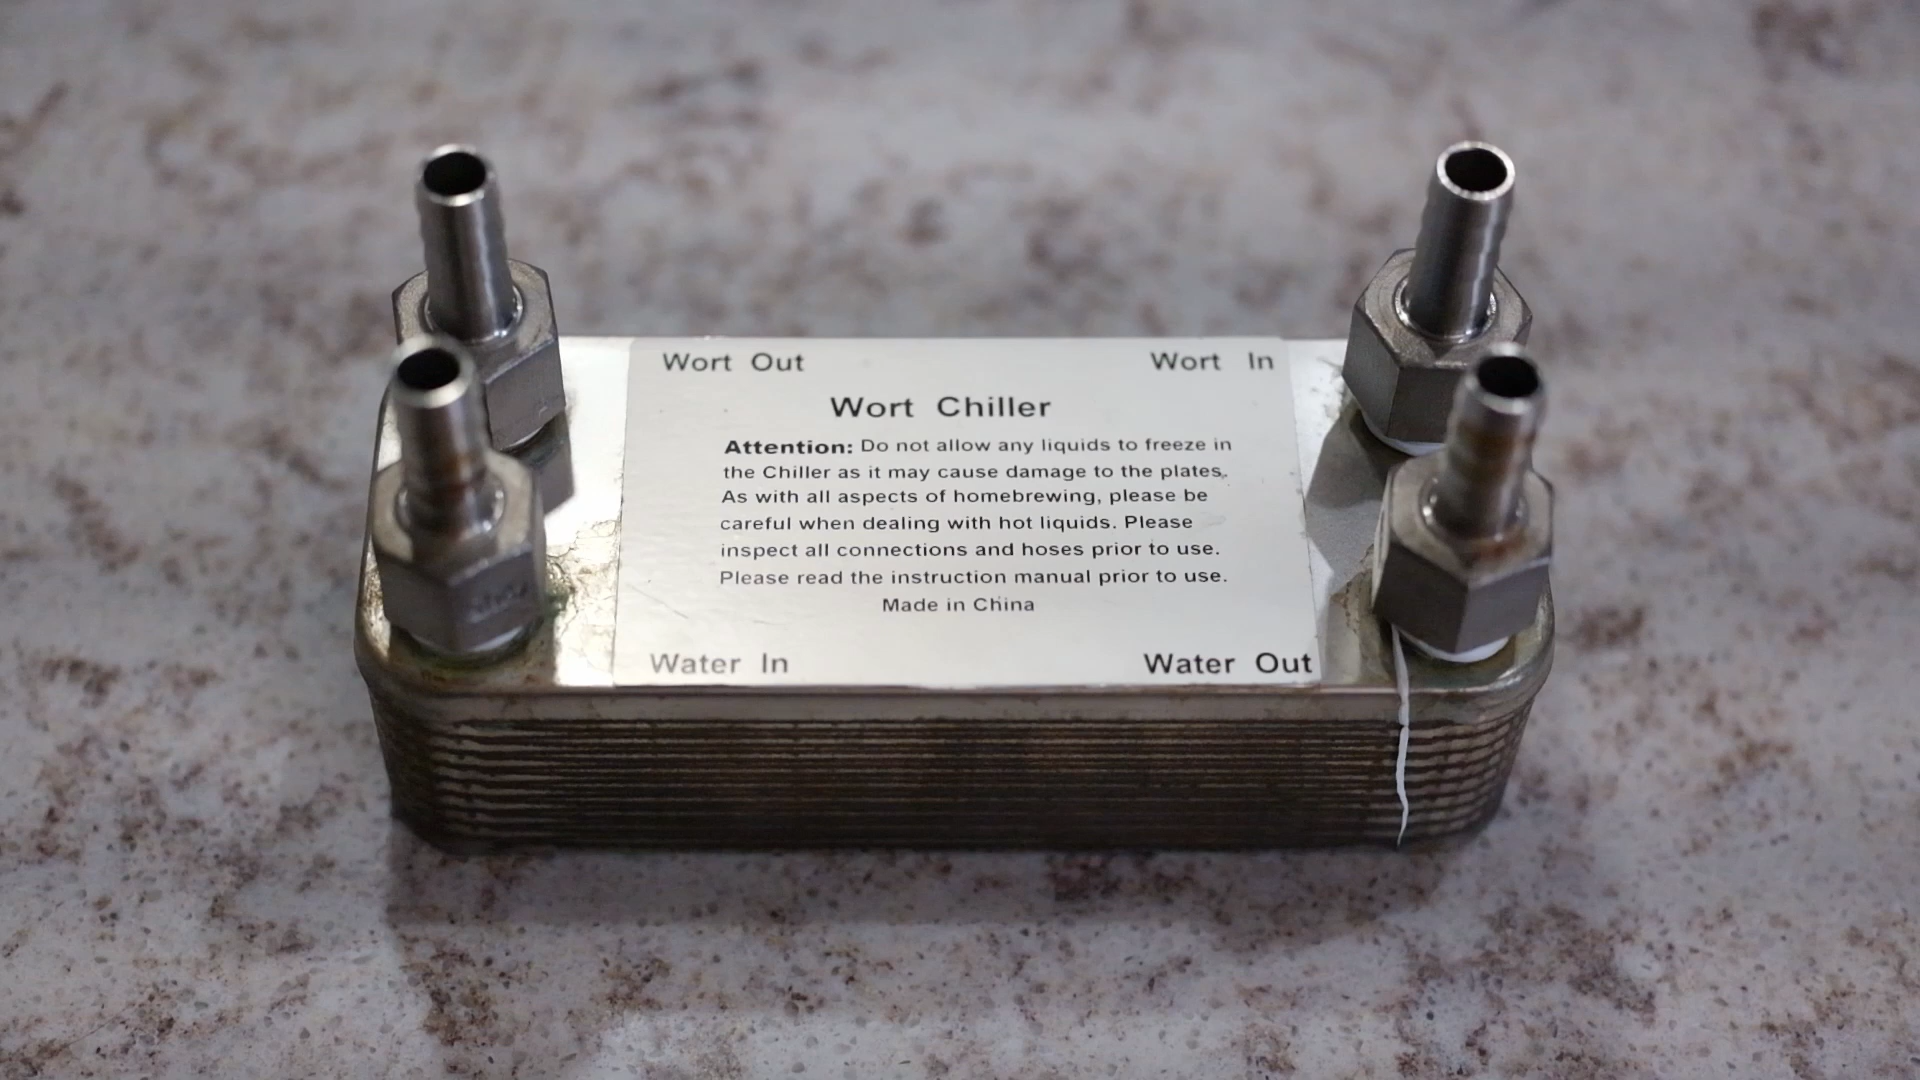 Wort Out Wort In
Wort Chiller
Attention: Do not allow any liquids to freeze in
the Chiller as it may cause damage to the plates.
As with all aspects of homebrewing, please be
careful when dealing with hot liquids. Please
inspect all connections and hoses prior to use.
Please read the instruction manual prior to use.
Made in China
Water In Water Out